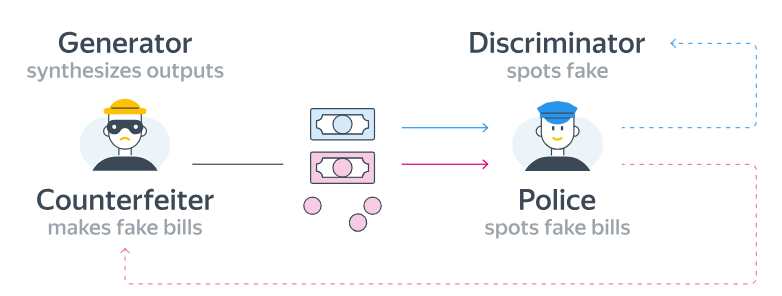 Generator
synthesizes outputs
Counterfeiter
makes fake bills
Discriminator
spots fake
Police
spots fake bills